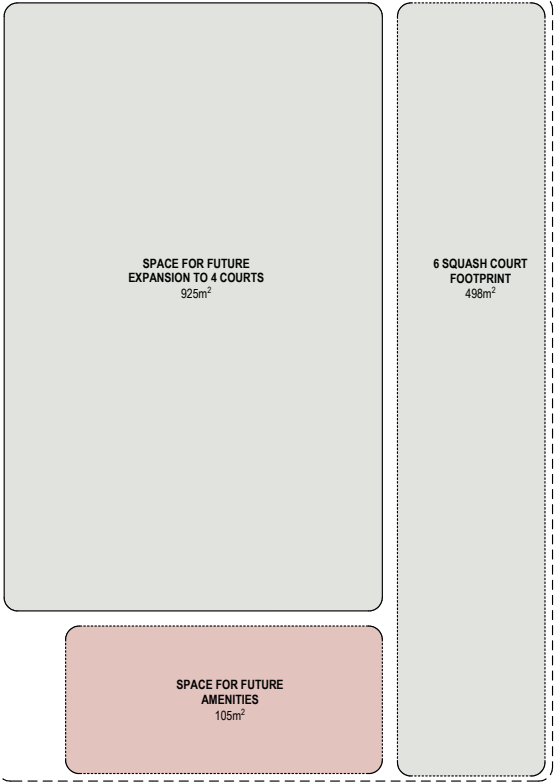 SPACE FOR FUTURE
EXPANSION TO 4 COURTS
925m²
6 SQUASH COURT
FOOTPRINT
498m²
SPACE FOR FUTURE
AMENITIES
105m²